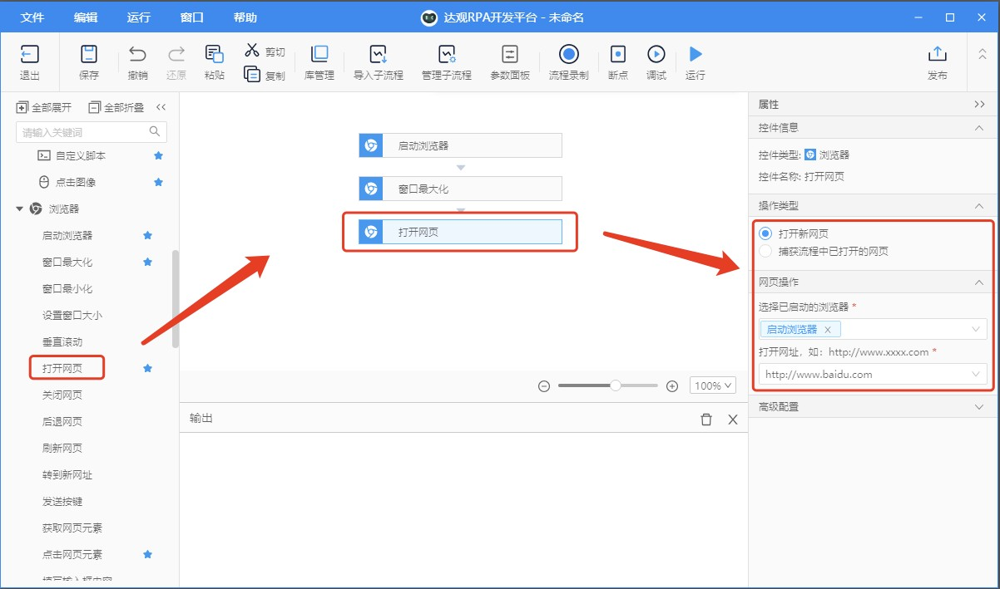 文件 编辑 运行 窗口 帮助 达观RPA开发平台 - 未命名
退出 保存 撤销 还原 粘贴 剪切 复制 库管理 导入子流程 管理子流程 参数面板 流程录制 断点 调试 运行 发布
全部展开 全部折叠
请输入关键词
自定义脚本
点击图像
浏览器
启动浏览器
窗口最大化
窗口最小化
设置窗口大小
垂直滚动
打开网页
关闭网页
后退网页
刷新网页
转到新网址
发送按键
获取网页元素
点击网页元素
填写输入框内容
启动浏览器
窗口最大化
打开网页
100%
输出
属性
控件信息
控件类型: 浏览器
控件名称: 打开网页
操作类型
打开新网页
捕获流程中已打开的网页
网页操作
选择已启动的浏览器 *
启动浏览器 X
打开网址，如：http://www.xxxx.com *
http://www.baidu.com
高级配置